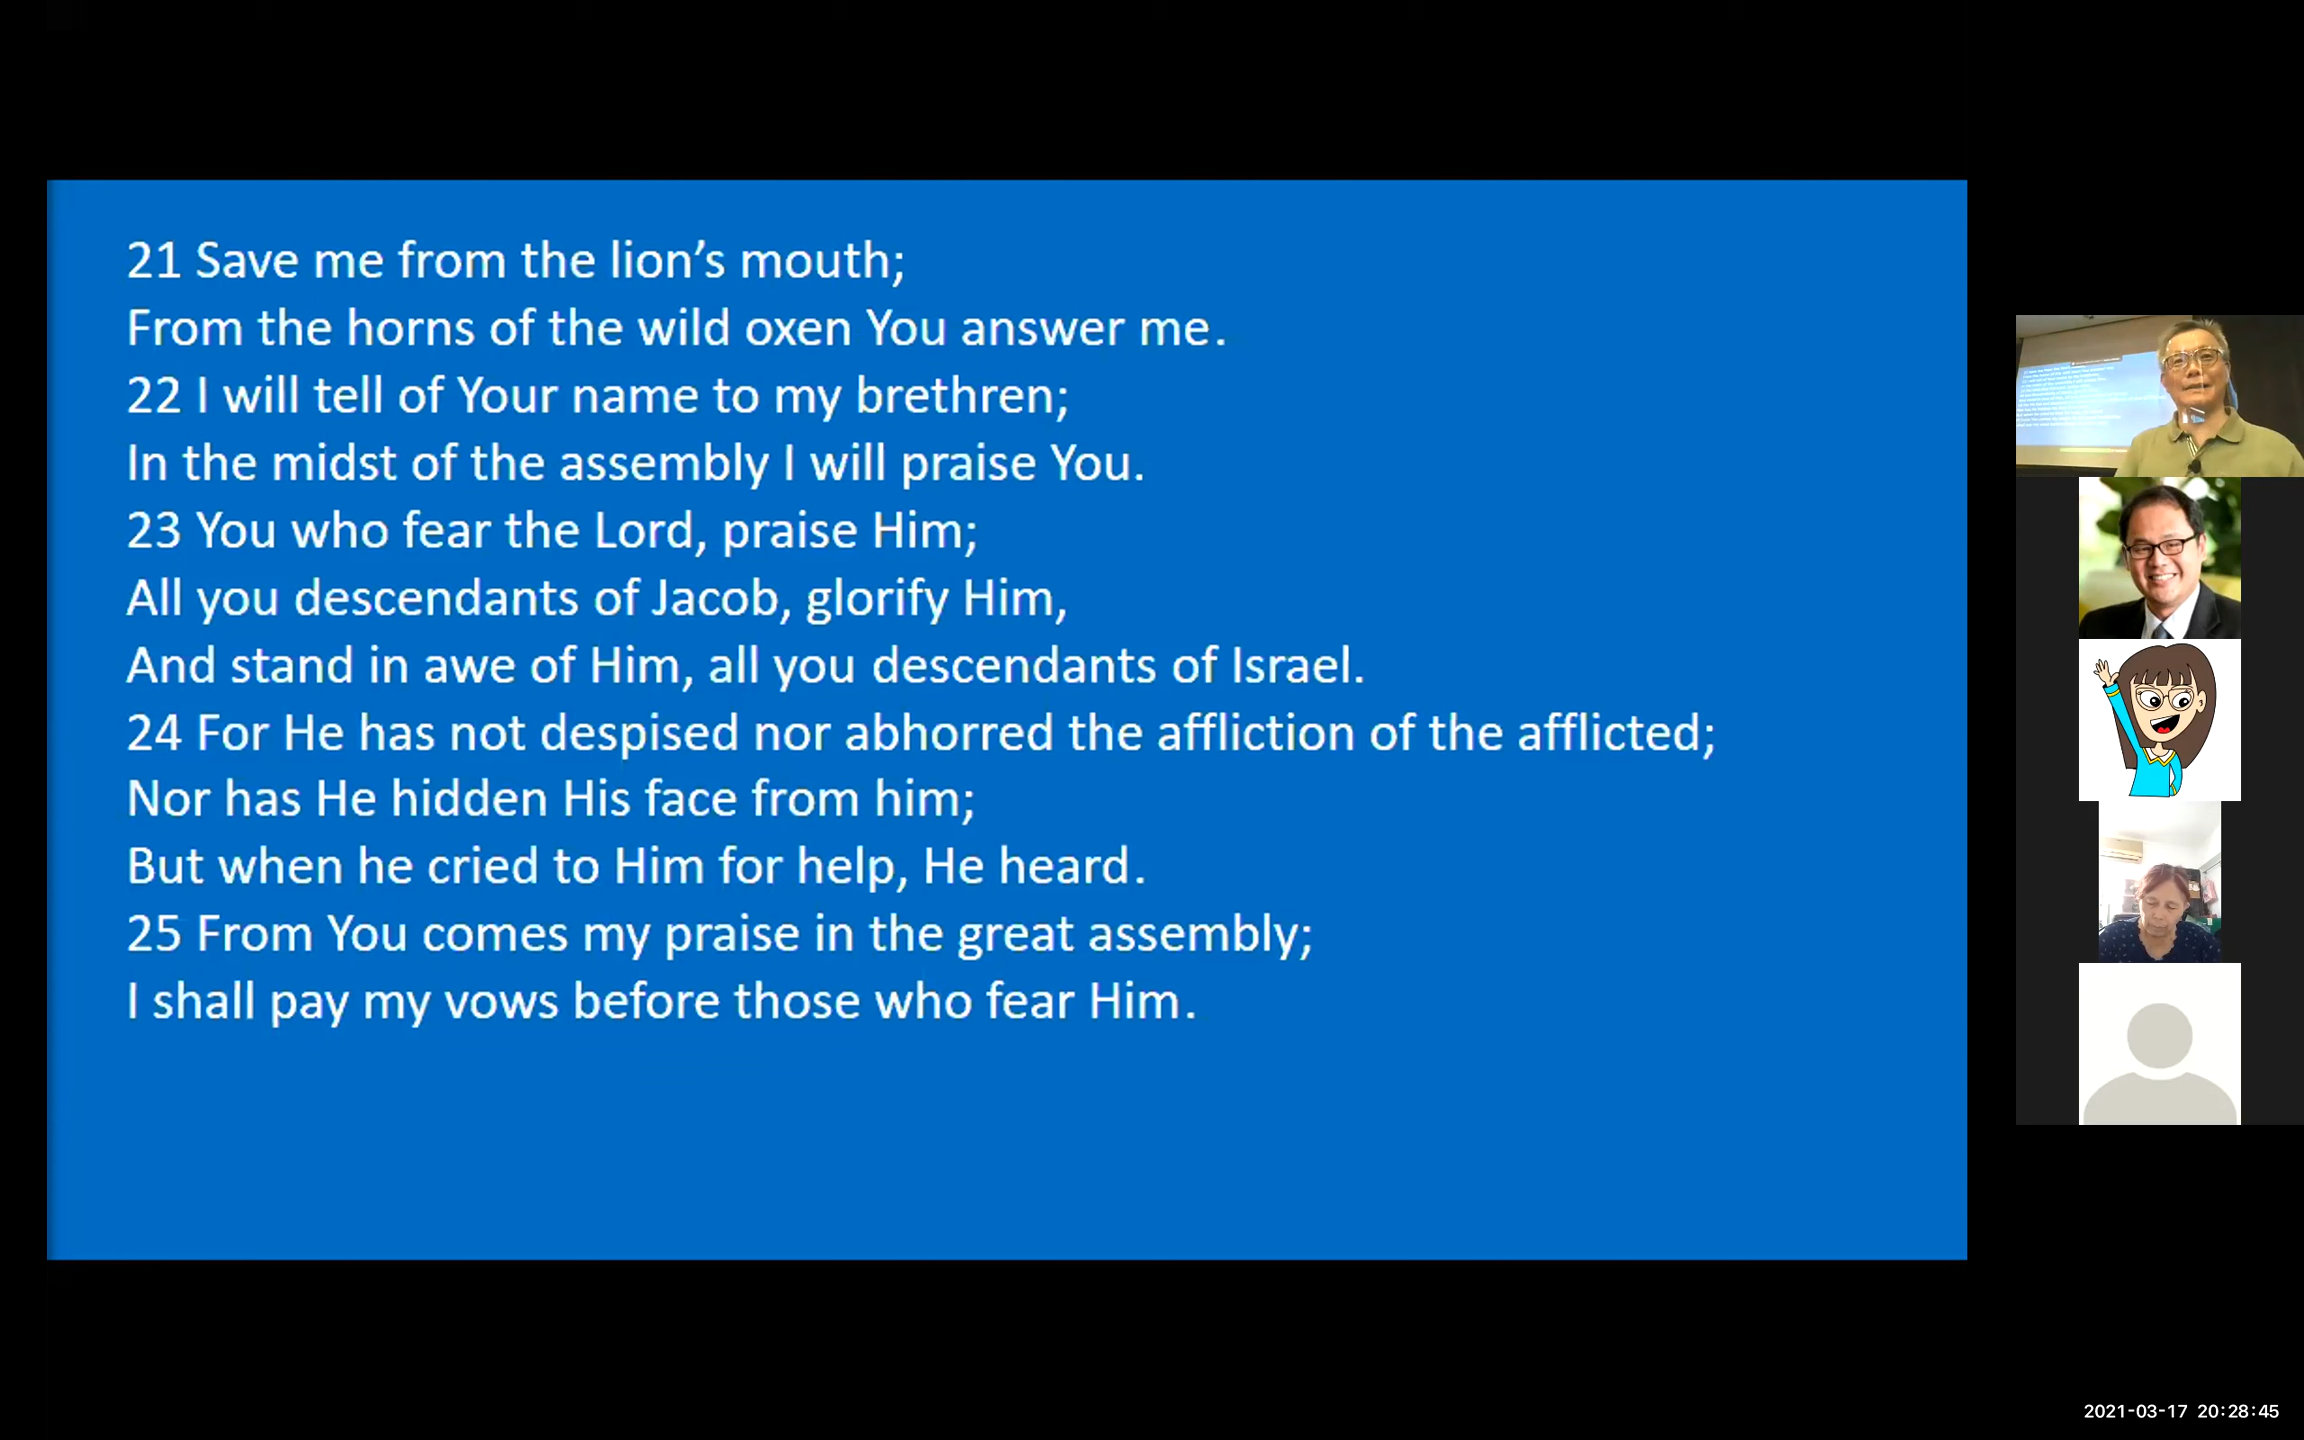 21 Save me from the lion’s mouth;
From the horns of the wild oxen You answer me.
22 I will tell of Your name to my brethren;
In the midst of the assembly I will praise You.
23 You who fear the Lord, praise Him;
All you descendants of Jacob, glorify Him,
And stand in awe of Him, all you descendants of Israel.
24 For He has not despised nor abhorred the affliction of the afflicted;
Nor has He hidden His face from him;
But when he cried to Him for help, He heard.
25 From You comes my praise in the great assembly;
I shall pay my vows before those who fear Him.
2021-03-17 20:28:45